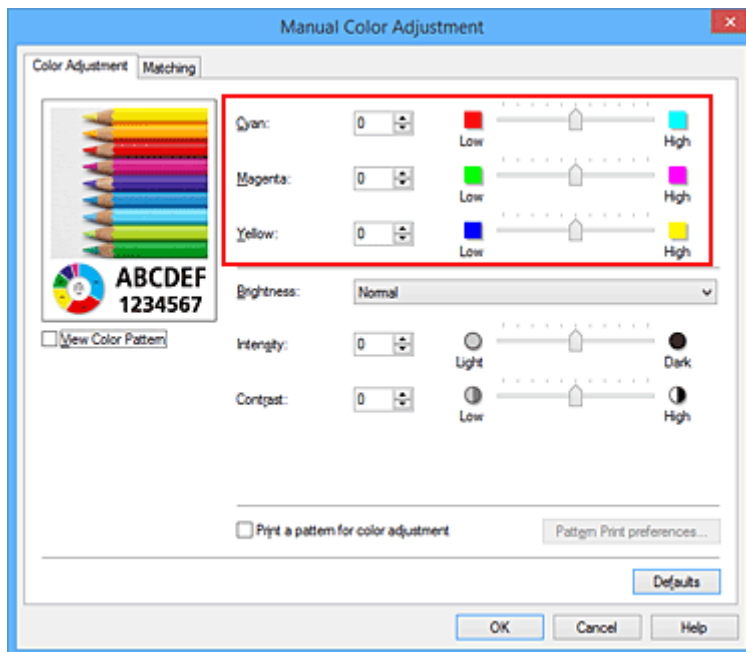 Manual Color Adjustment
Color Adjustment Matching
Cyan: 0 Low High
Magenta: 0 Low High
Yellow: 0 Low High
ABCDEF
1234567
View Color Pattern
Brightness: Normal
Intensity: 0 Light Dark
Contrast: 0 Low High
Print a pattern for color adjustment Pattern Print preferences...
Defaults
OK Cancel Help